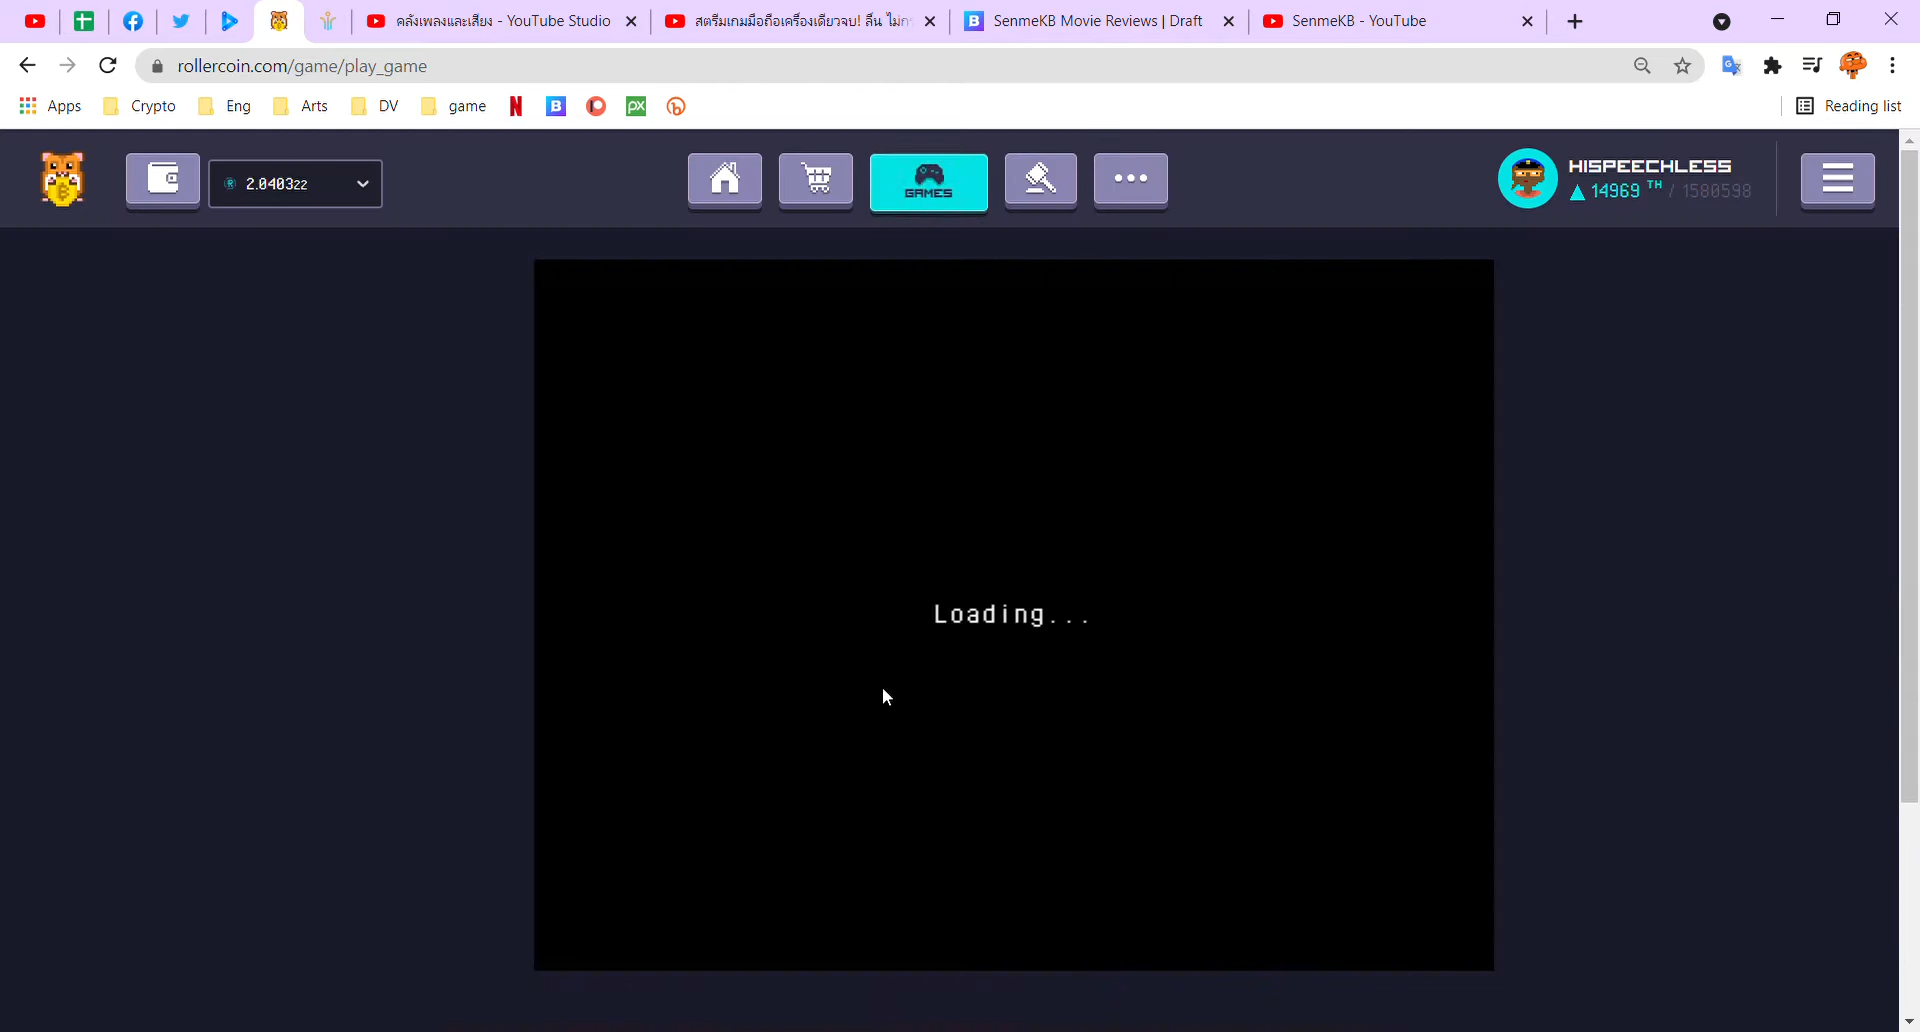 คลังเพลงและเสียง - YouTube Studio
สตรีมเกมมือถือเครื่องเดียวจบ! ลื่น ไม่กร
SenmeKB Movie Reviews | Draft
SenmeKB - YouTube
rollercoin.com/game/play_game
Apps
Crypto
Eng
Arts
DV
game
Reading list
2.040322
GAMES
HISPEECHLESS
14969 TH / 1580598
Loading...